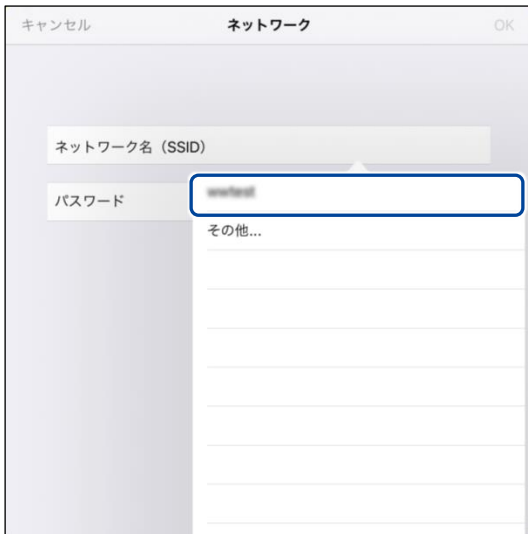 キャンセル ネットワーク OK
ネットワーク名（SSID）
パスワード
wwtest
その他...